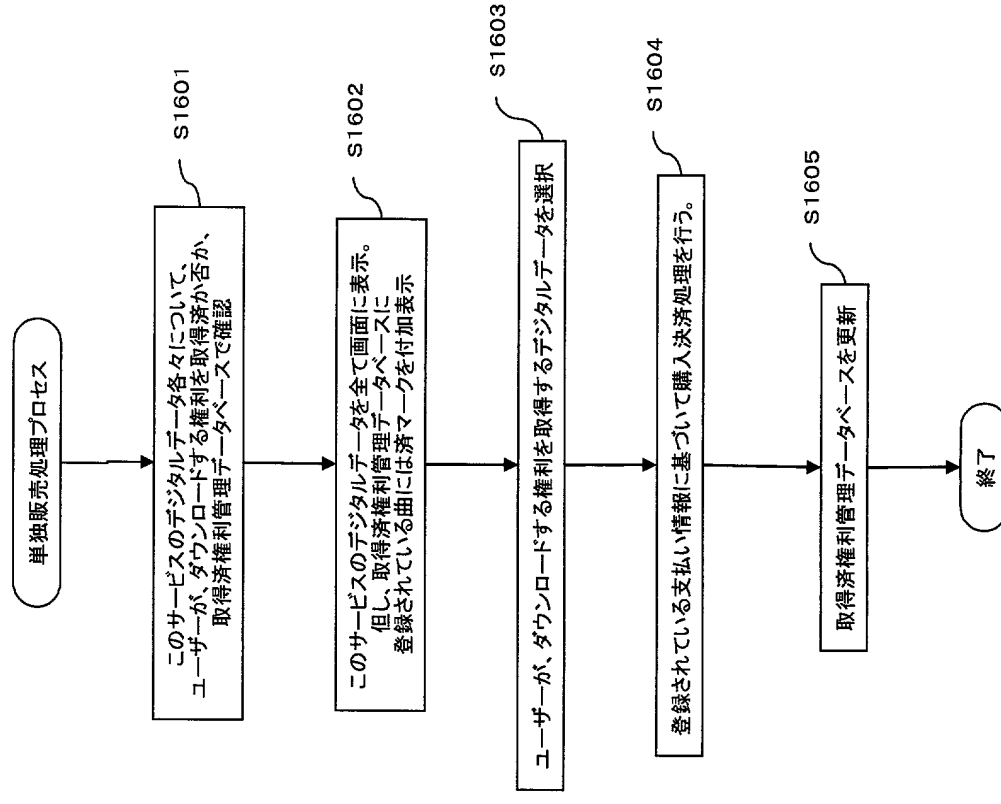 単独販売処理プロセス
このサービスのデジタルデータ各々について、
ユーザーが、ダウンロードする権利を取得済か否か、
取得済権利管理データベースで確認
S1601
このサービスのデジタルデータを全て画面に表示。
但し、取得済権利管理データベースに
登録されている曲には済マークを付加表示
S1602
ユーザーが、ダウンロードする権利を取得するデジタルデータを選択
S1603
登録されている支払い情報に基づいて購入決済処理を行う。
S1604
取得済権利管理データベースを更新
S1605
終了